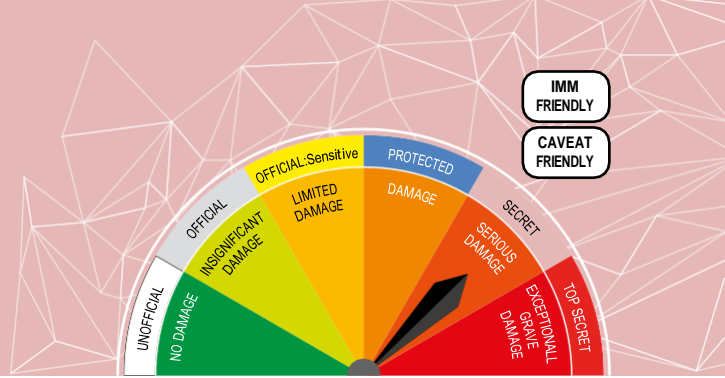 IMM
FRIENDLY
CAVEAT
FRIENDLY
UNOFFICIAL
OFFICIAL
OFFICIAL:Sensitive
PROTECTED
SECRET
TOP SECRET
NO DAMAGE
INSIGNIFICANT
DAMAGE
LIMITED
DAMAGE
DAMAGE
SERIOUS
DAMAGE
EXCEPTIONALL
GRAVE
DAMAGE